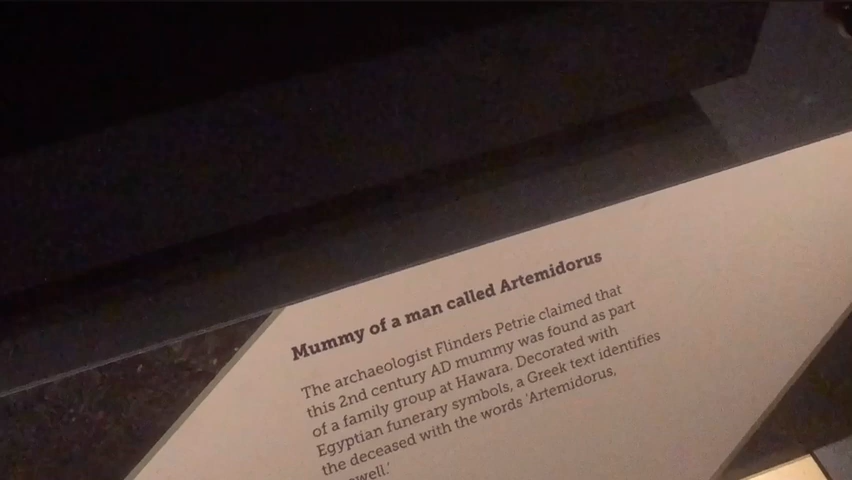 Mummy of a man called Artemidorus
The archaeologist Flinders Petrie claimed that
this 2nd century AD mummy was found as part
of a family group at Hawara. Decorated with
Egyptian funerary symbols, a Greek text identifies
the deceased with the words 'Artemidorus,